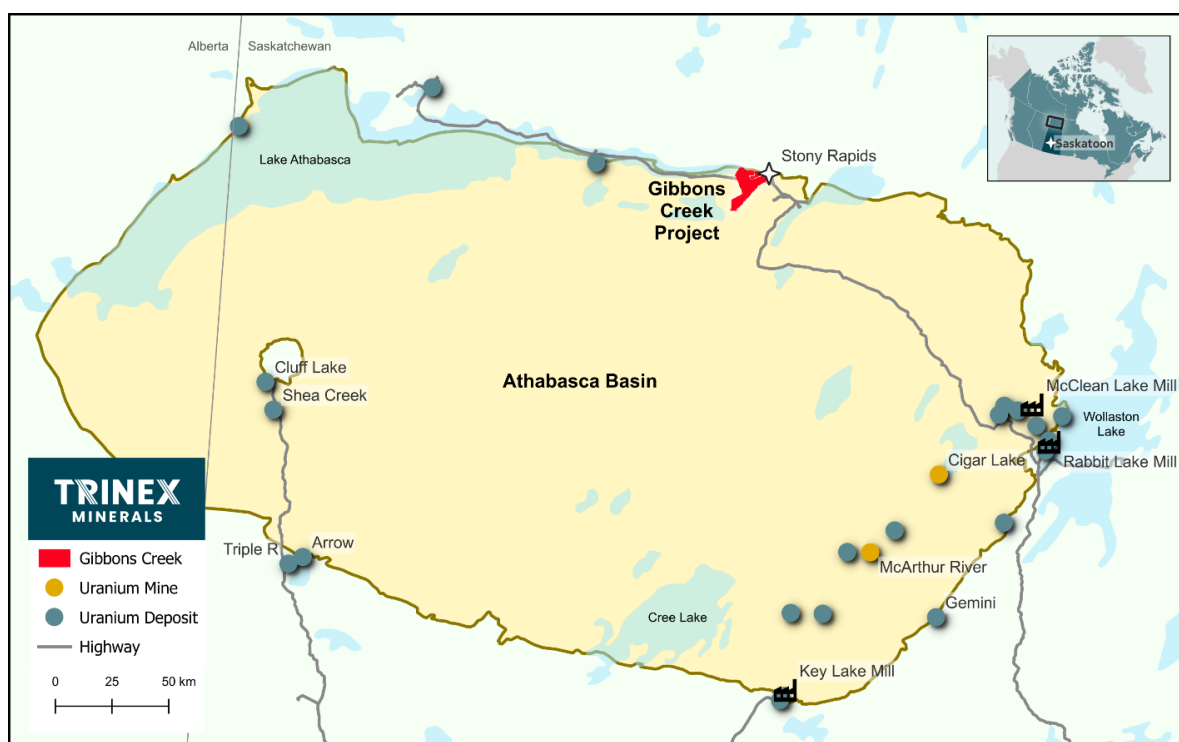 Alberta
Saskatchewan
Saskatoon
Lake Athabasca
Stony Rapids
Gibbons
Creek
Project
Cluff Lake
Shea Creek
Athabasca Basin
McClean Lake Mill
Wollaston
Lake
Cigar Lake
Rabbit Lake Mill
Triple R
Arrow
McArthur River
Gemini
Cree Lake
Key Lake Mill
TRINEX
MINERALS
Gibbons Creek
Uranium Mine
Uranium Deposit
Highway
0 25 50 km